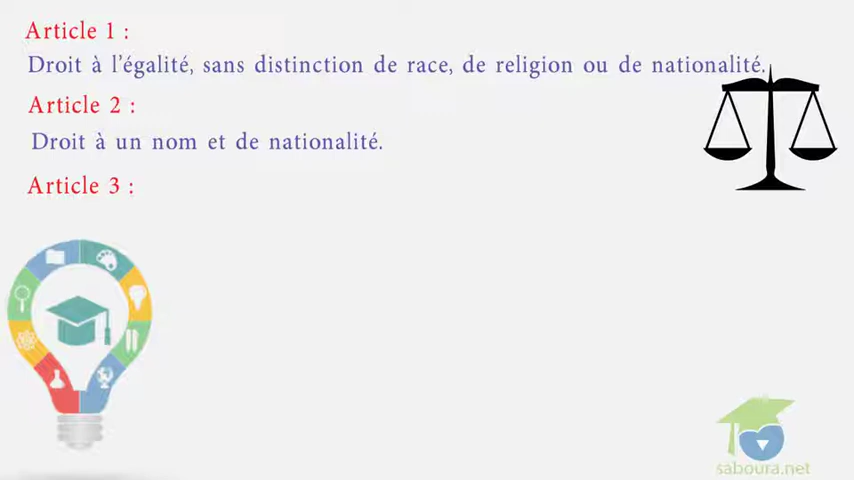 Article 1 :
Droit à l'égalité, sans distinction de race, de religion ou de nationalité.
Article 2 :
Droit à un nom et de nationalité.
Article 3 :
saboura.net